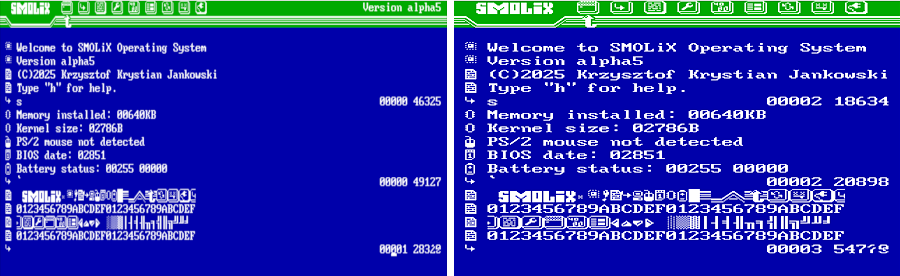 SMOLiX Version alpha5
Welcome to SMOLiX Operating System
Version alpha5
(C)2025 Krzysztof Krystian Jankowski
Type "h" for help.
s 00000 46325
Memory installed: 00640KB
Kernel size: 02786B
PS/2 mouse not detected
BIOS date: 02851
Battery status: 00255 00000
` 00000 49127
SMOLiX
0123456789ABCDEF0123456789ABCDEF
0123456789ABCDEF0123456789ABCDEF
00001
SMOLiX
Welcome to SMOLiX Operating System
Version alpha5
(C)2025 Krzysztof Krystian Jankowski
Type "h" for help.
s 00002 18634
Memory installed: 00640KB
Kernel size: 02786B
PS/2 mouse not detected
BIOS date: 02851
Battery status: 00255 00000
` 00002 20898
SMOLiX
0123456789ABCDEF0123456789ABCDEF
0123456789ABCDEF0123456789ABCDEF
00003